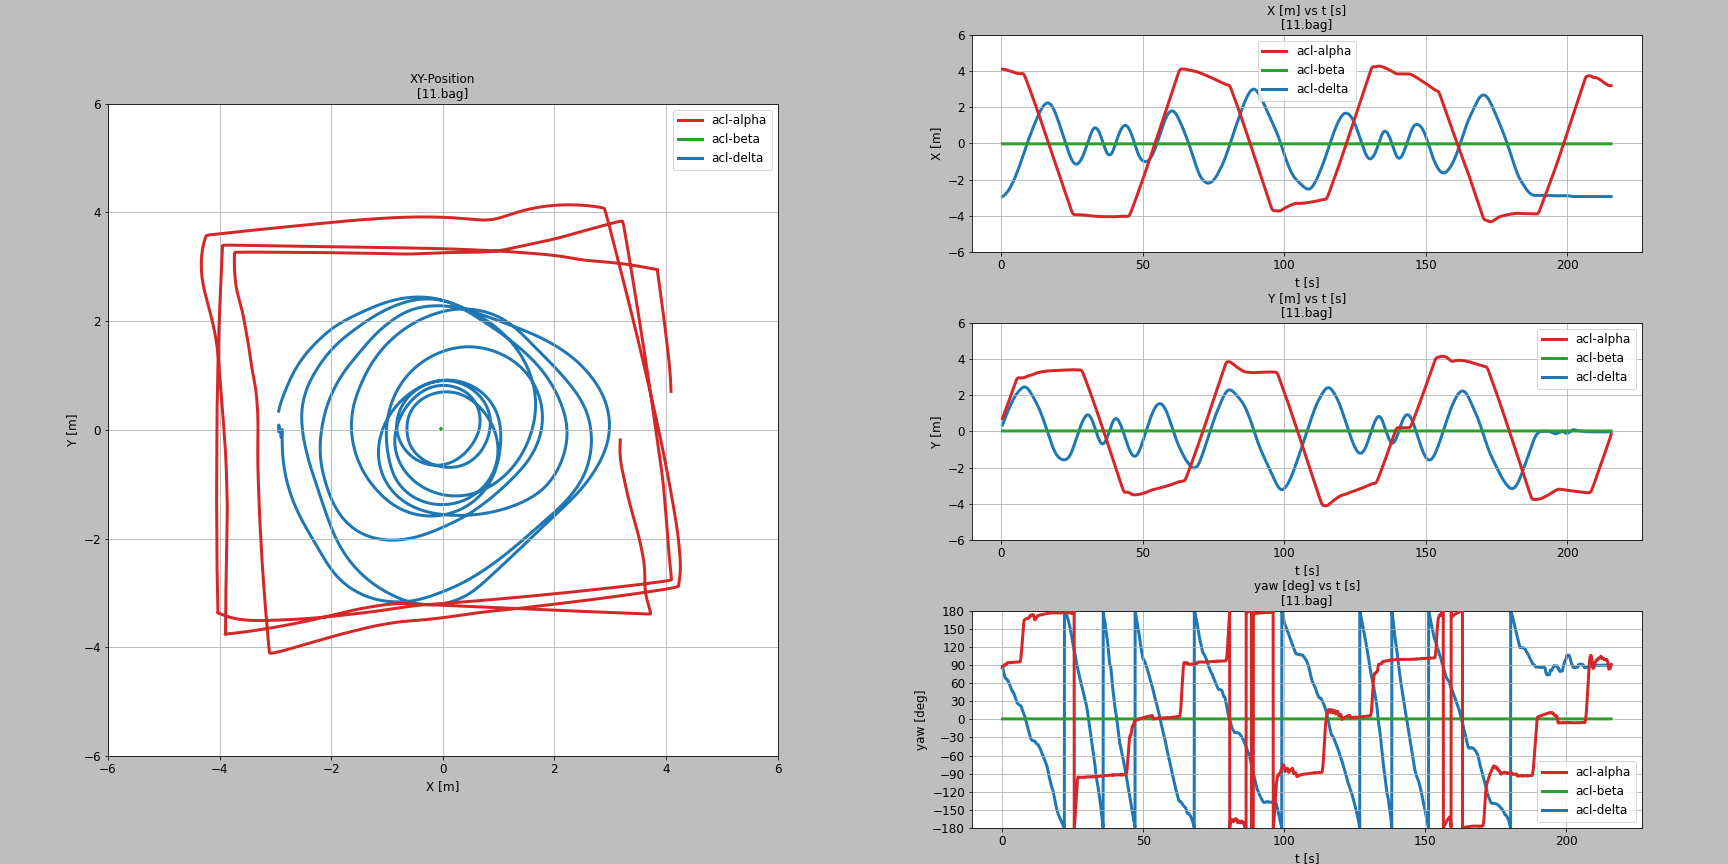 XY-Position
[11.bag]
6
4
2
0
−2
−4
−6
−6
−4
−2
0
2
4
6
X [m]
Y [m]
acl-alpha
acl-beta
acl-delta
X [m] vs t [s]
[11.bag]
6
4
2
0
−2
−4
−6
0
50
100
150
200
t [s]
X [m]
acl-alpha
acl-beta
acl-delta
Y [m] vs t [s]
[11.bag]
6
4
2
0
−2
−4
−6
0
50
100
150
200
t [s]
Y [m]
acl-alpha
acl-beta
acl-delta
yaw [deg] vs t [s]
[11.bag]
180
150
120
90
60
30
0
−30
−60
−90
−120
−150
−180
0
50
100
150
200
t [s]
yaw [deg]
acl-alpha
acl-beta
acl-delta